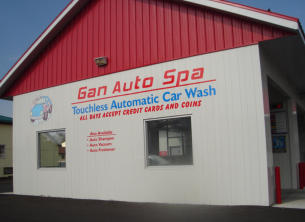 Gan Auto Spa
Touchless Automatic Car Wash
ALL BAYS ACCEPT CREDIT CARDS AND COINS
Also Available
• Auto Shampoo
• Auto Vacuum
• Auto Freshener